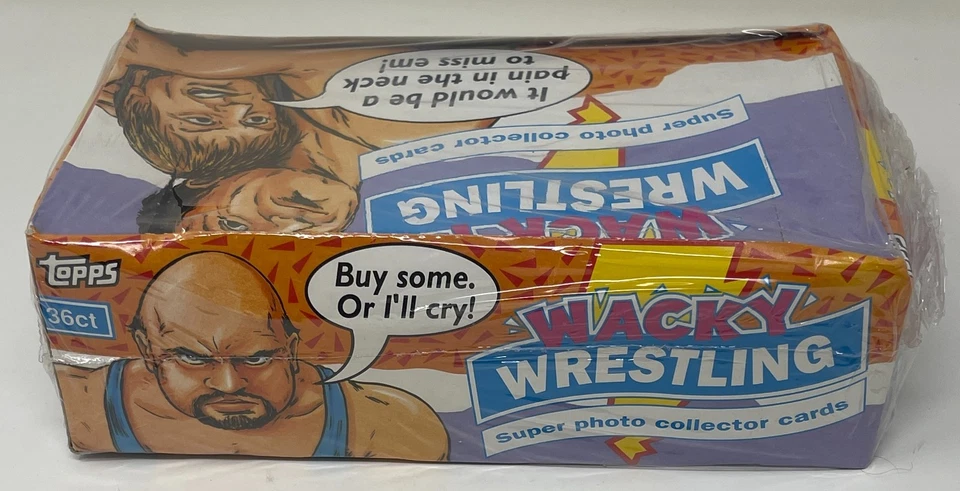 It would be a
pain in the neck
to miss em!
Super photo collector cards
WACKY
WRESTLING
topps
36ct
Buy some.
Or I'll cry!
WACKY
WRESTLING
Super photo collector cards